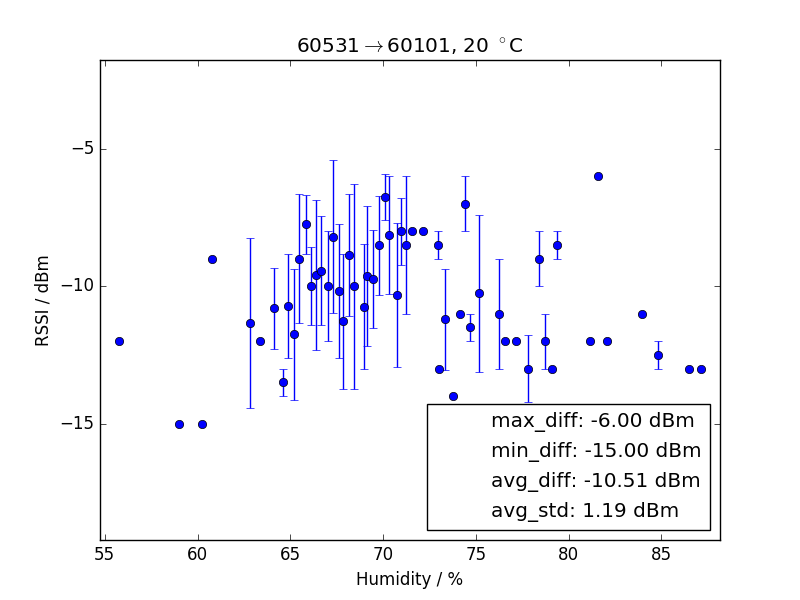 60531→60101, 20 °C
RSSI / dBm
−5
−10
−15
55 60 65 70 75 80 85
Humidity / %
max_diff: -6.00 dBm
min_diff: -15.00 dBm
avg_diff: -10.51 dBm
avg_std: 1.19 dBm